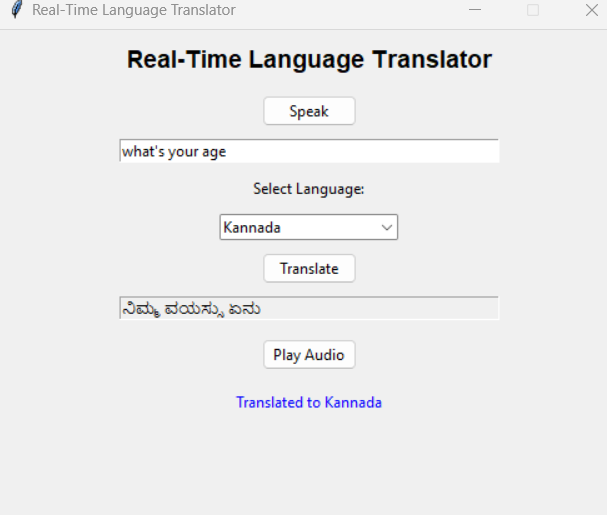 Real-Time Language Translator
Real-Time Language Translator
Speak
what's your age
Select Language:
Kannada
Translate
ನಿಮ್ಮ ವಯಸ್ಸು ಏನು
Play Audio
Translated to Kannada